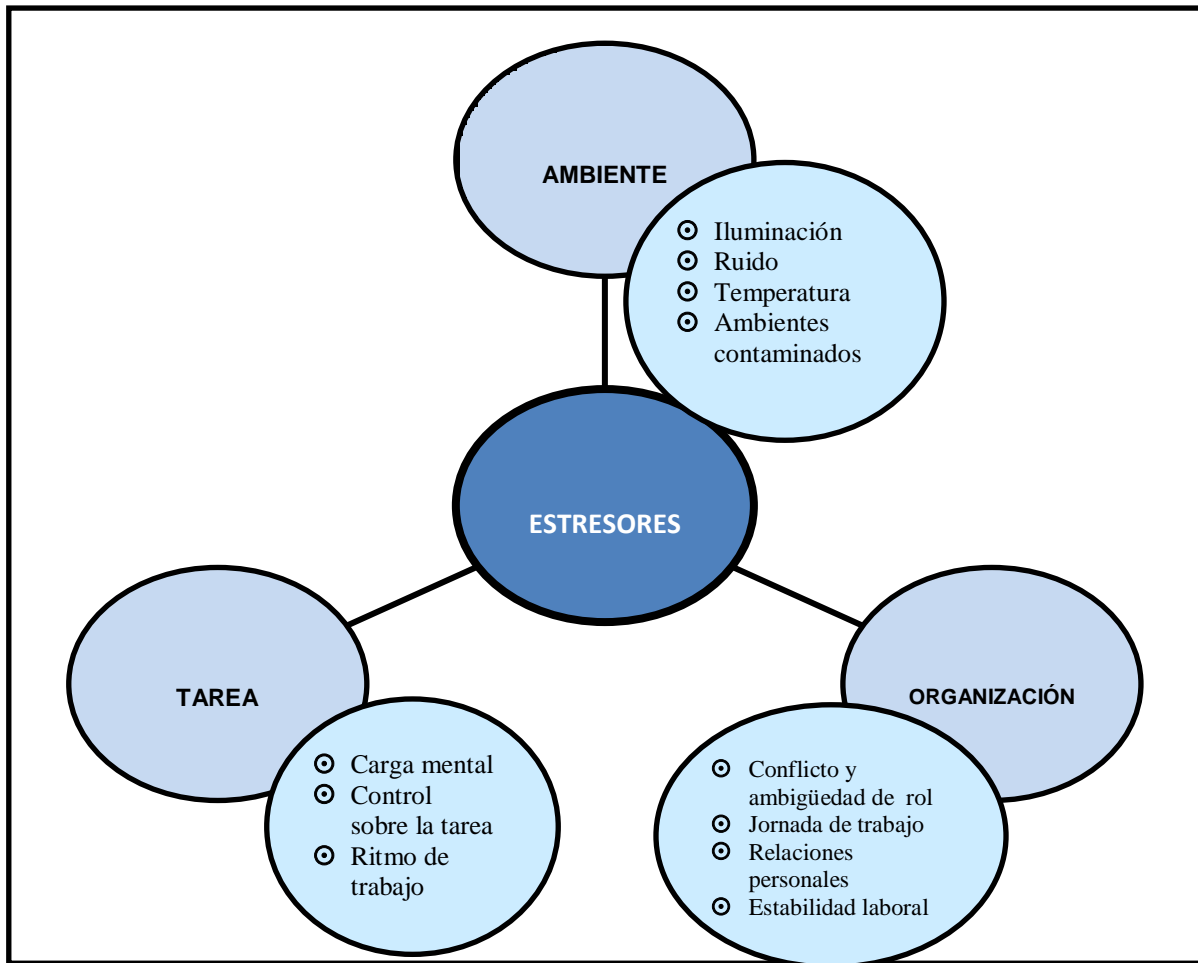 AMBIENTE
Iluminación
Ruido
Temperatura
Ambientes
contaminados
ESTRESORES
TAREA
Carga mental
Control
sobre la tarea
Ritmo de
trabajo
ORGANIZACIÓN
Conflicto y
ambigüedad de rol
Jornada de trabajo
Relaciones
personales
Estabilidad laboral